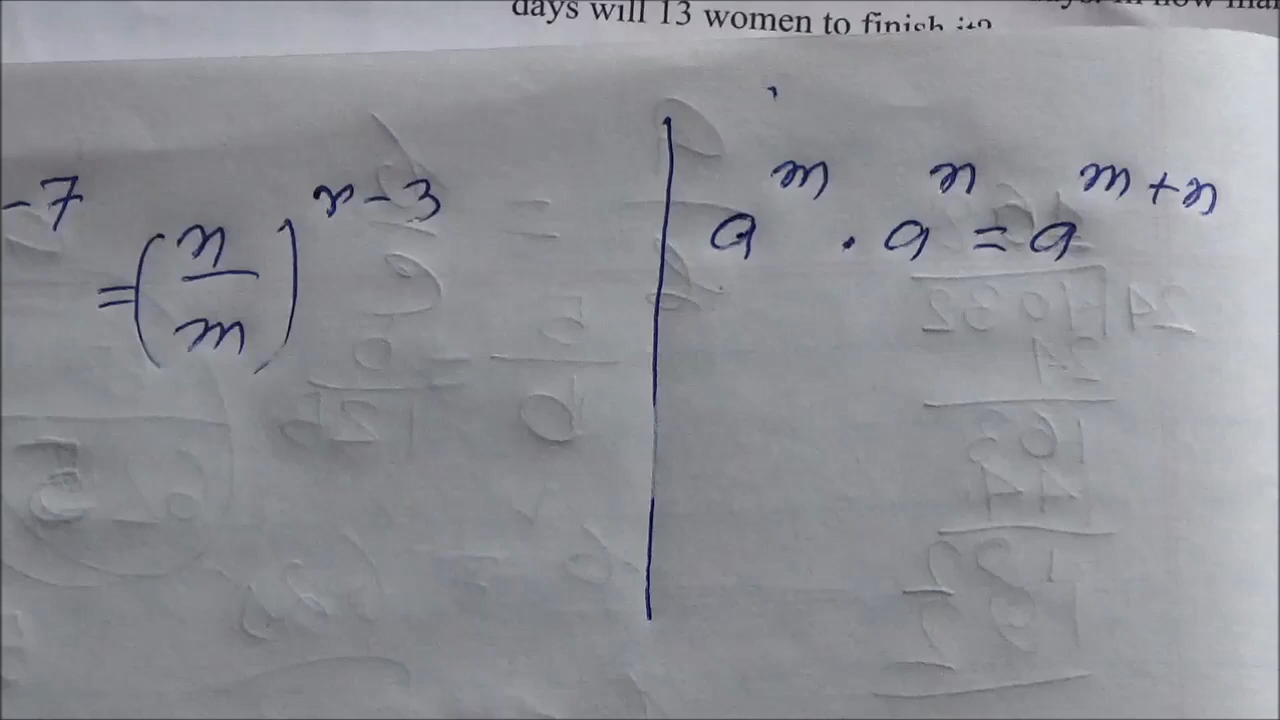 days will 13 women to finish it?
-7 = (n/m)^x-3
a^m . a^n = a^m+n